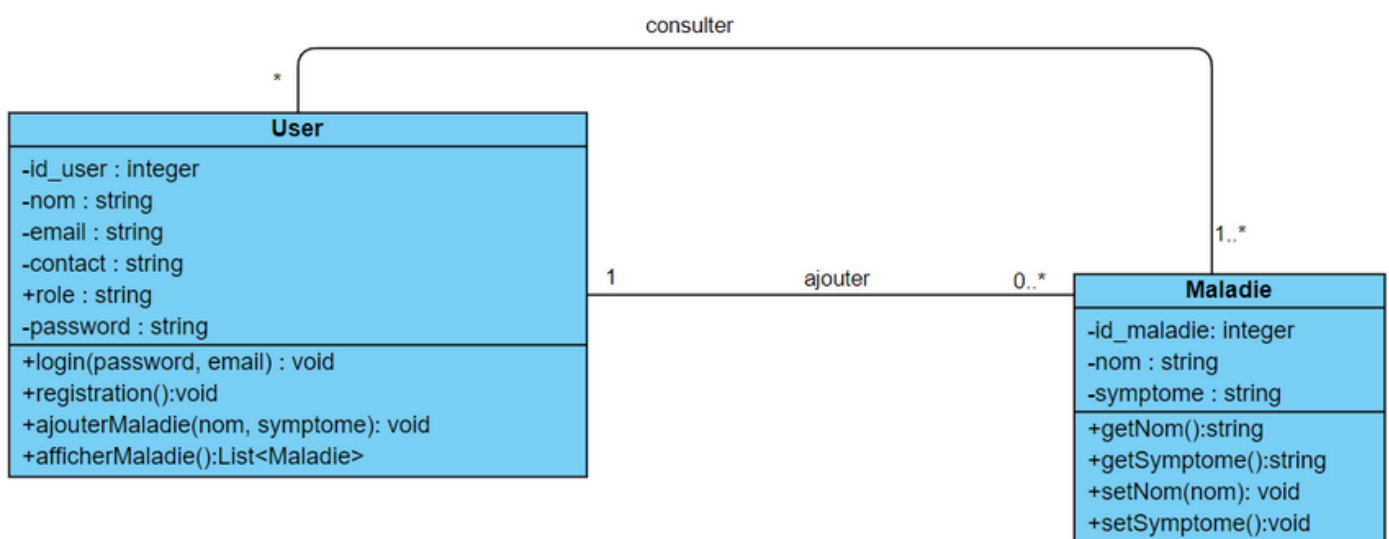 consulter
*
User
-id_user : integer
-nom : string
-email : string
-contact : string
+role : string
-password : string
+login(password, email) : void
+registration():void
+ajouterMaladie(nom, symptome): void
+afficherMaladie():List<Maladie>
1 ajouter 0..*
1..*
Maladie
-id_maladie: integer
-nom : string
-symptome : string
+getNom():string
+getSymptome():string
+setNom(nom): void
+setSymptome():void